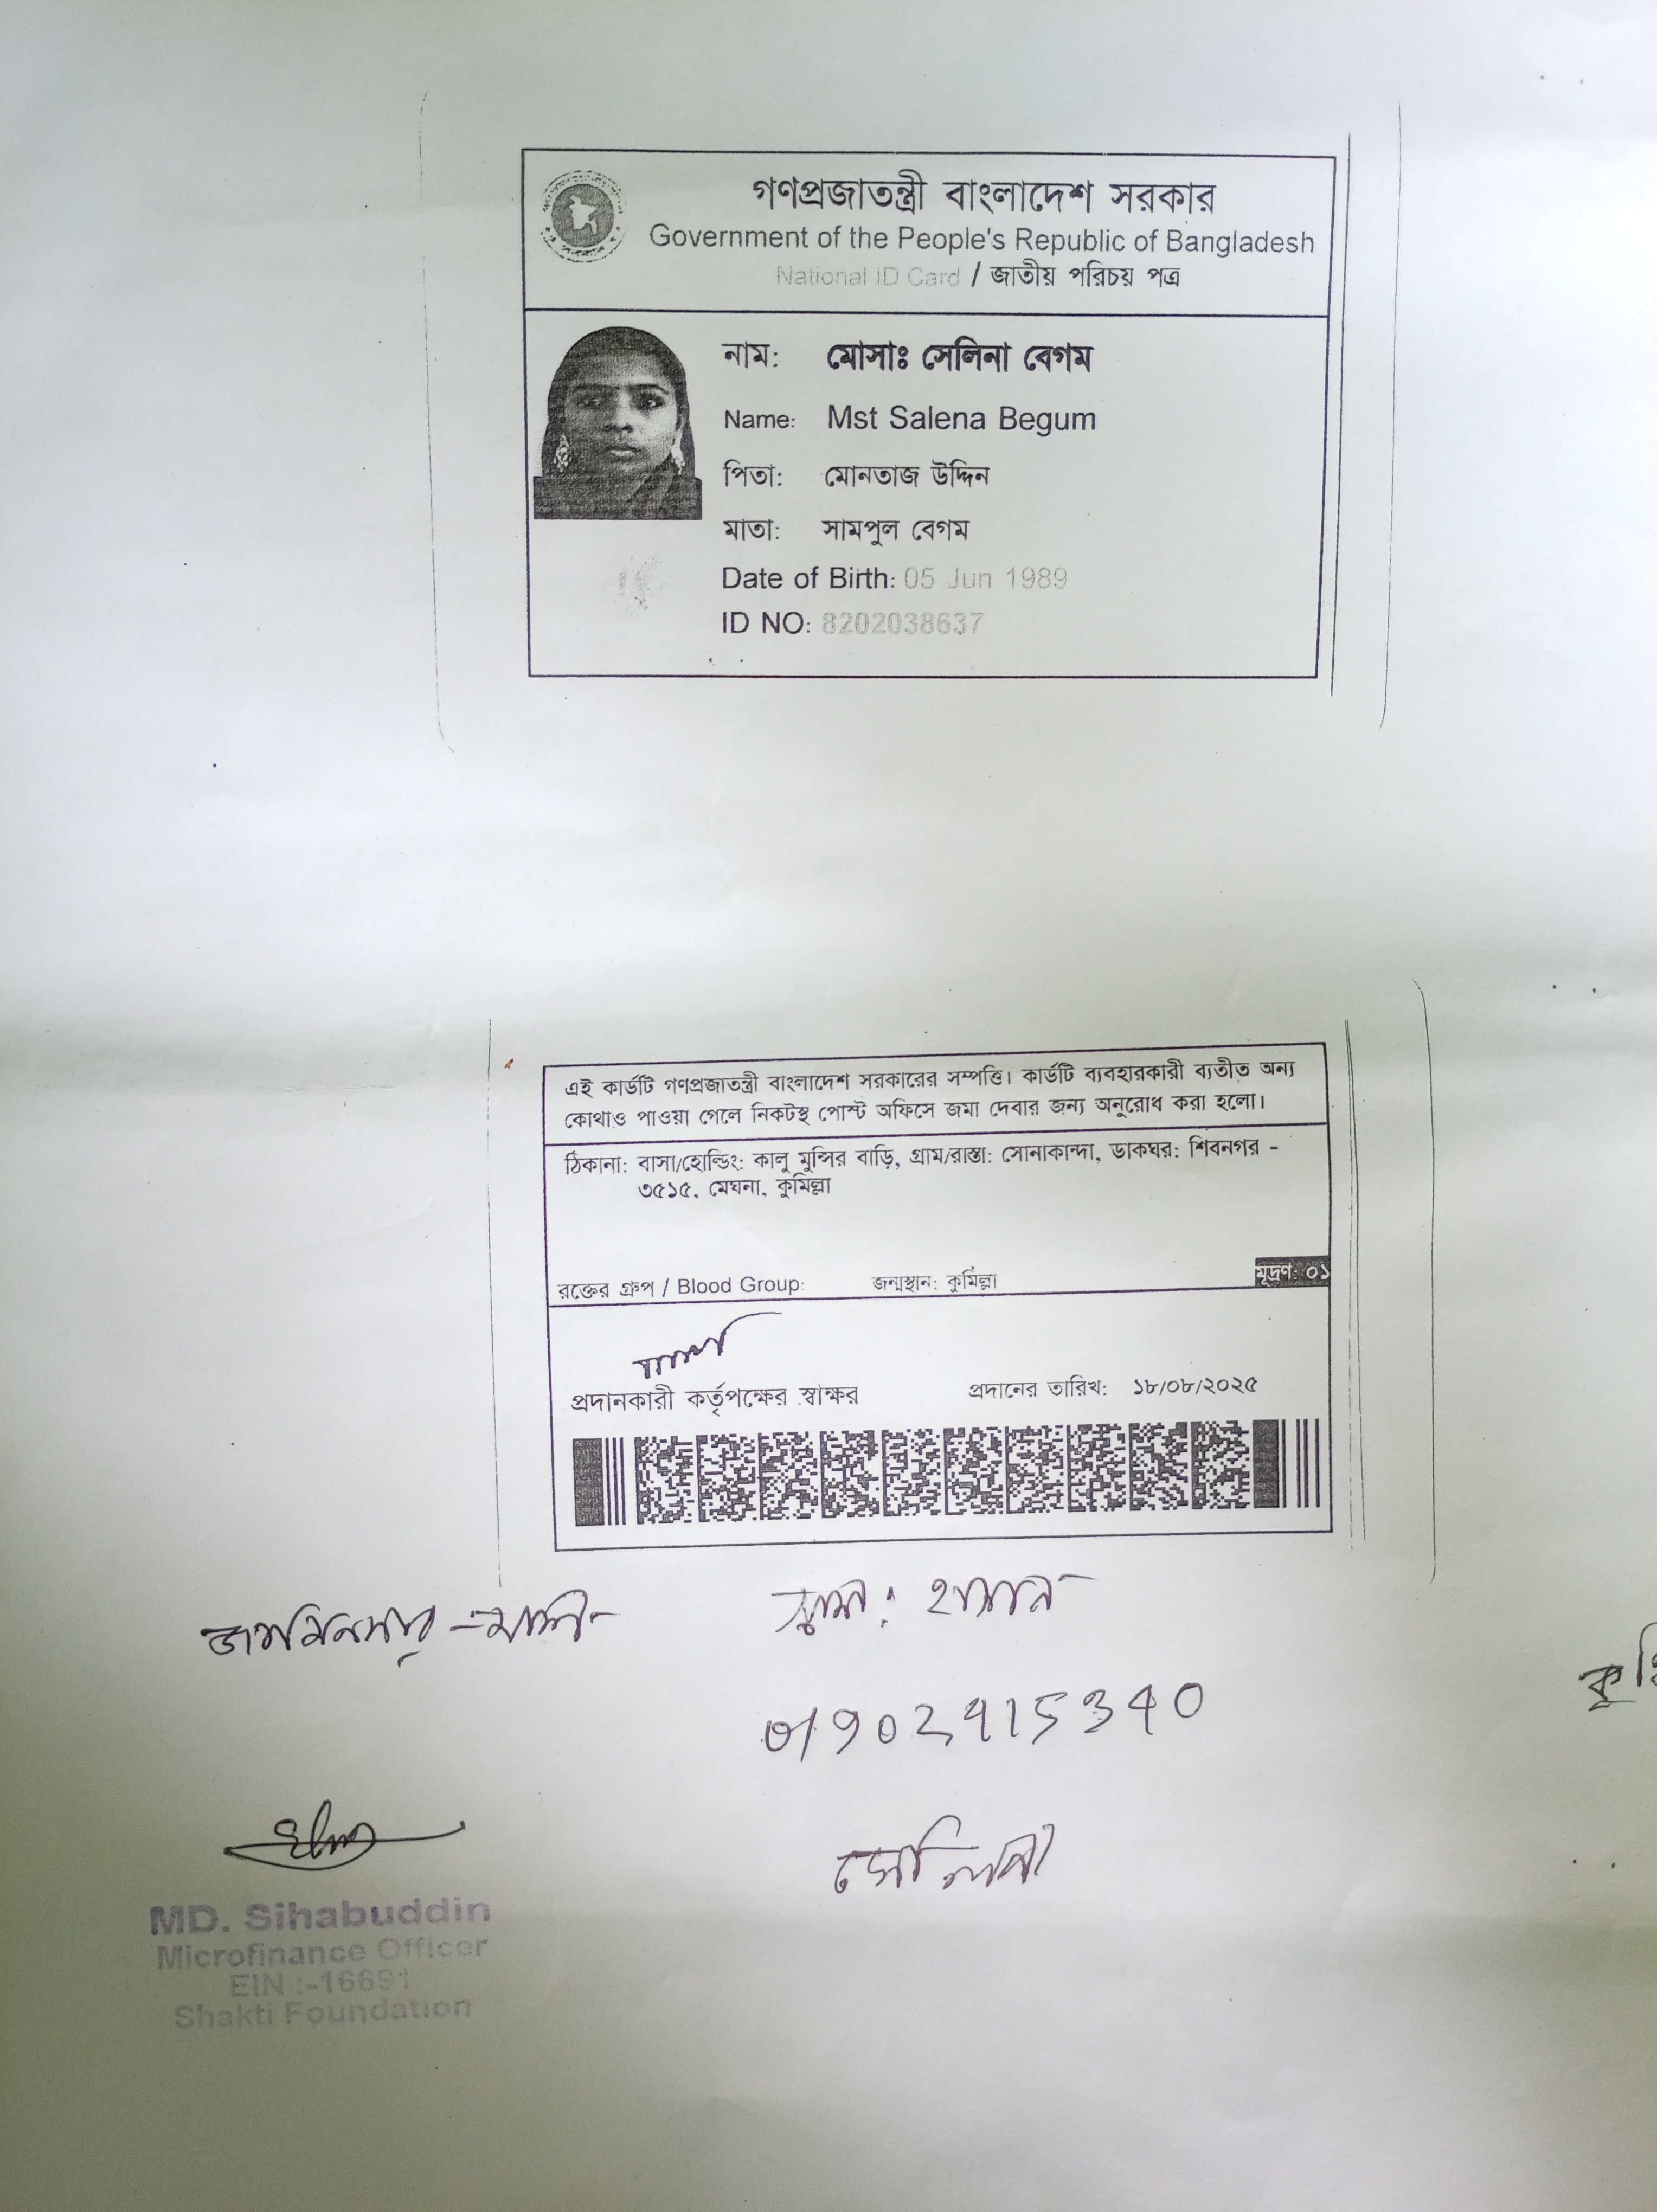 গণপ্রজাতন্ত্রী বাংলাদেশ সরকার
Government of the People's Republic of Bangladesh
National ID Card / জাতীয় পরিচয় পত্র
নাম: মোসাঃ সেলিনা বেগম
Name: Mst Salena Begum
পিতা: মোনতাজ উদ্দিন
মাতা: সামপুল বেগম
Date of Birth: 05 Jun 1989
ID NO: 8202038637
এই কার্ডটি গণপ্রজাতন্ত্রী বাংলাদেশ সরকারের সম্পত্তি। কার্ডটি ব্যবহারকারী ব্যতীত অন্য
কোথাও পাওয়া গেলে নিকটস্থ পোস্ট অফিসে জমা দেবার জন্য অনুরোধ করা হলো।
ঠিকানা: বাসা/হোল্ডিং: কালু মুন্সির বাড়ি, গ্রাম/রাস্তা: সোনাকান্দা, ডাকঘর: শিবনগর -
৩৫১৫, মেঘনা, কুমিল্লা
রক্তের গ্রুপ / Blood Group: জন্মস্থান: কুমিল্লা মূদ্রণ: ০১
প্রদানকারী কর্তৃপক্ষের স্বাক্ষর প্রদানের তারিখ: ১৮/০৮/২০২৫
জামিনদার - স্বামী: হাসান
সেলিনা
MD. Sihabuddin
Microfinance Officer
EIN :-16691
Shakti Foundation